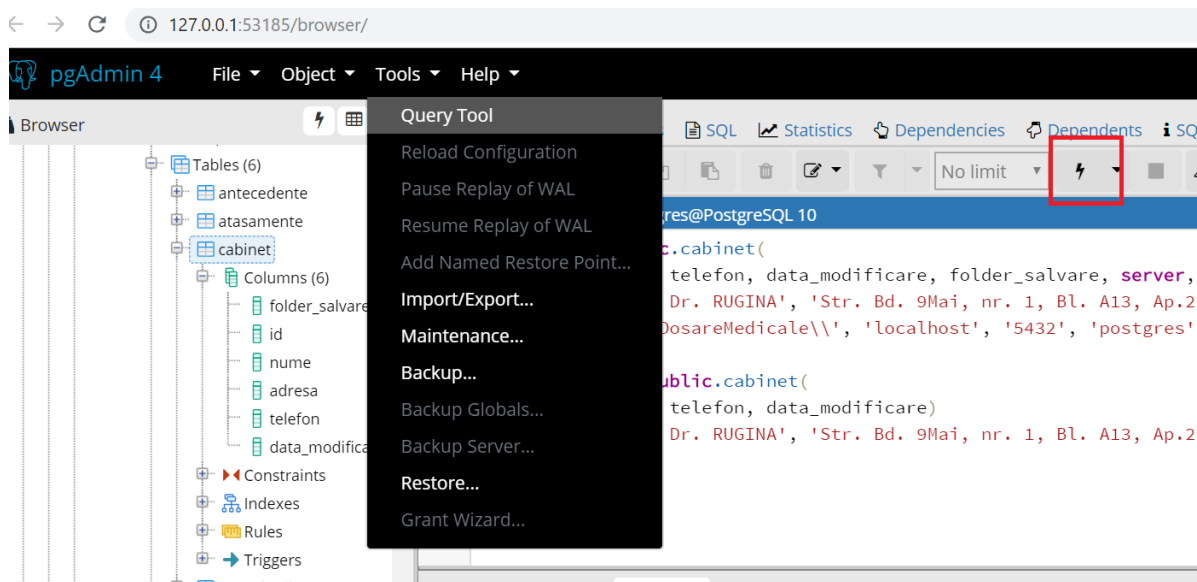 127.0.0.1:53185/browser/
pgAdmin 4 File Object Tools Help
Browser
SQL Statistics Dependencies Dependents SQ
No limit
Query Tool
Reload Configuration
Pause Replay of WAL
Resume Replay of WAL
Add Named Restore Point...
Import/Export...
Maintenance...
Backup...
Backup Globals...
Backup Server...
Restore...
Grant Wizard...
Tables (6)
antecedente
atasamente
cabinet
Columns (6)
folder_salvare
id
nume
adresa
telefon
data_modifica
Constraints
Indexes
Rules
Triggers
res@PostgreSQL 10
c.cabinet(
telefon, data_modificare, folder_salvare, server,
Dr. RUGINA', 'Str. Bd. 9Mai, nr. 1, Bl. A13, Ap.2
DosareMedicale\\', 'localhost', '5432', 'postgres'
ublic.cabinet(
telefon, data_modificare)
Dr. RUGINA', 'Str. Bd. 9Mai, nr. 1, Bl. A13, Ap.2